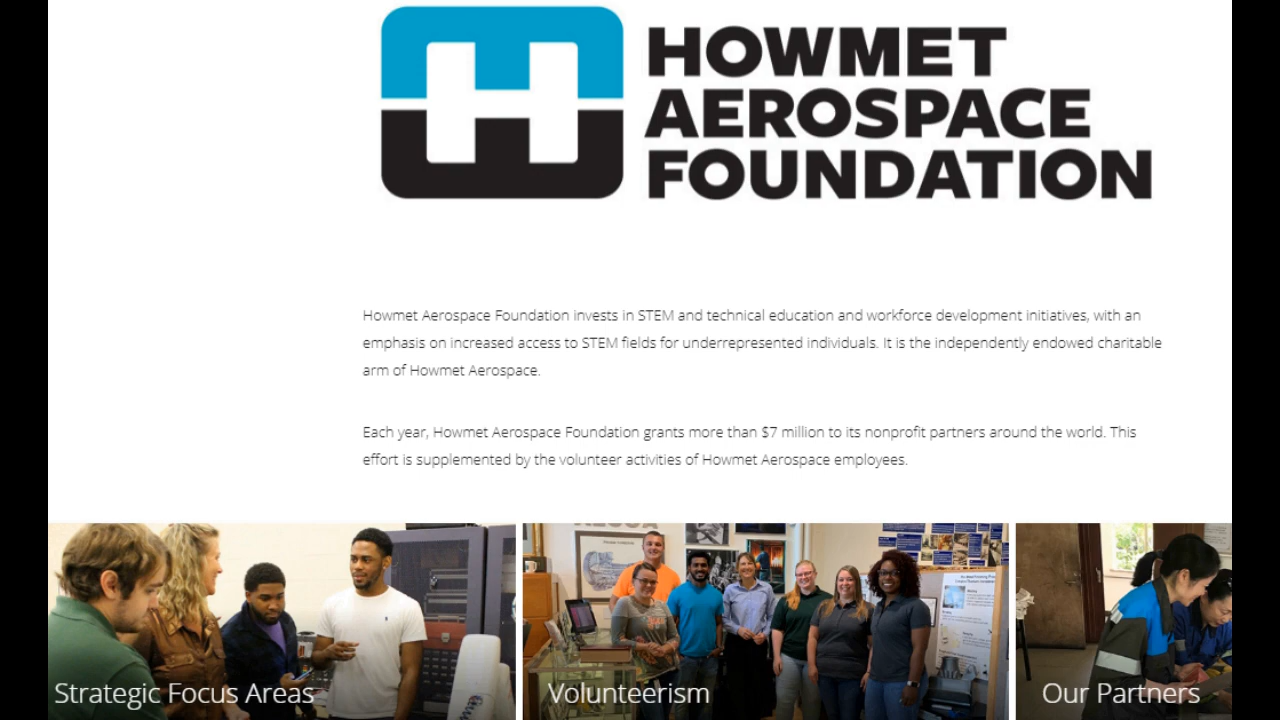 HOWMET
AEROSPACE
FOUNDATION
Howmet Aerospace Foundation invests in STEM and technical education and workforce development initiatives, with an
emphasis on increased access to STEM fields for underrepresented individuals. It is the independently endowed charitable
arm of Howmet Aerospace.
Each year, Howmet Aerospace Foundation grants more than $7 million to its nonprofit partners around the world. This
effort is supplemented by the volunteer activities of Howmet Aerospace employees.
Strategic Focus Areas
Volunteerism
Our Partners